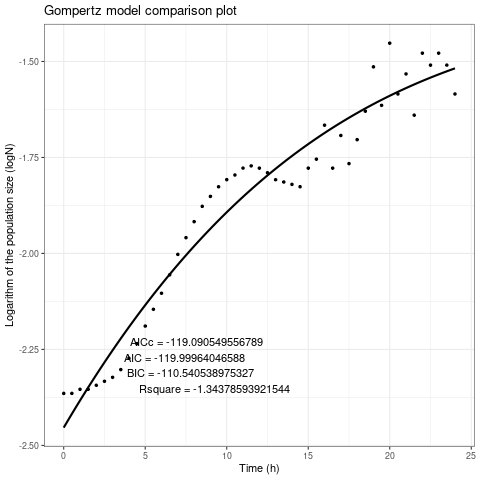 Gompertz model comparison plot
Logarithm of the population size (logN)
-1.50
-1.75
-2.00
-2.25
-2.50
AICc = -119.090549556789
AIC = -119.99964046588
BIC = -110.540538975327
Rsquare = -1.34378593921544
0 5 10 15 20 25
Time (h)